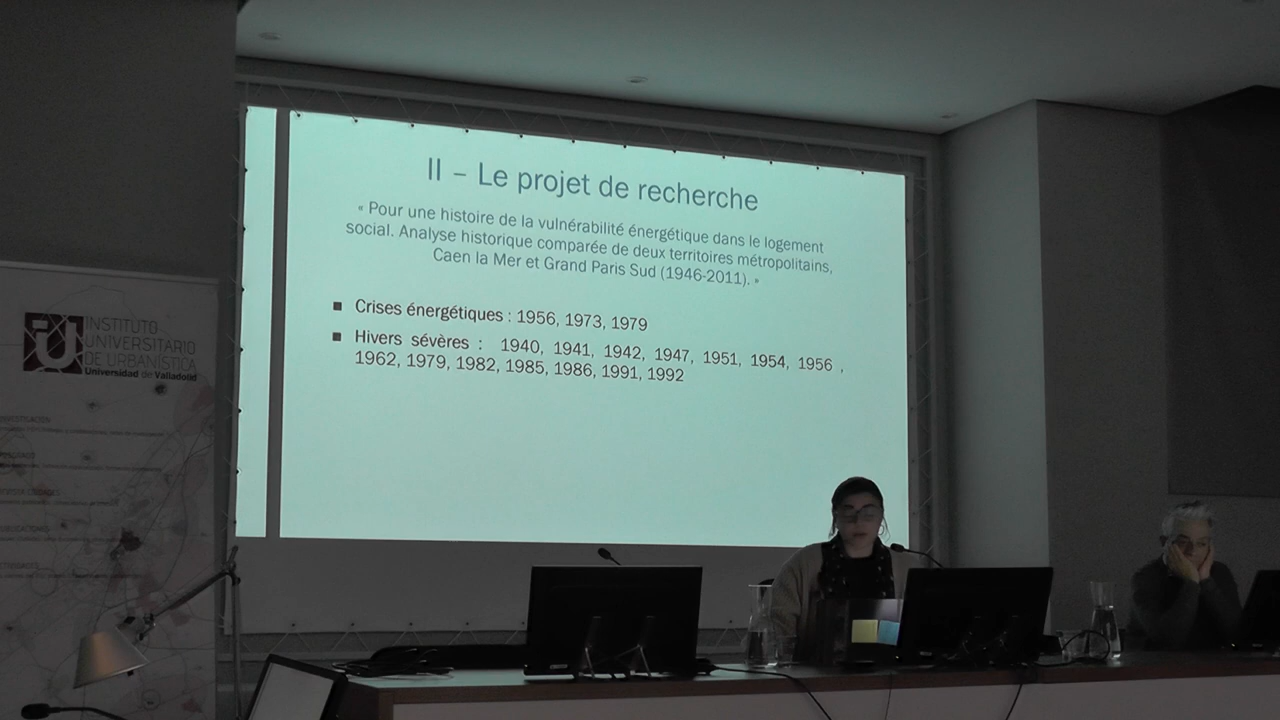 II – Le projet de recherche
« Pour une histoire de la vulnérabilité énergétique dans le logement
social. Analyse historique comparée de deux territoires métropolitains,
Caen la Mer et Grand Paris Sud (1946-2011). »
■ Crises énergétiques : 1956, 1973, 1979
■ Hivers sévères : 1940, 1941, 1942, 1947, 1951, 1954, 1956 ,
1962, 1979, 1982, 1985, 1986, 1991, 1992
iU
INSTITUTO
UNIVERSITARIO
DE URBANÍSTICA
Universidad de Valladolid